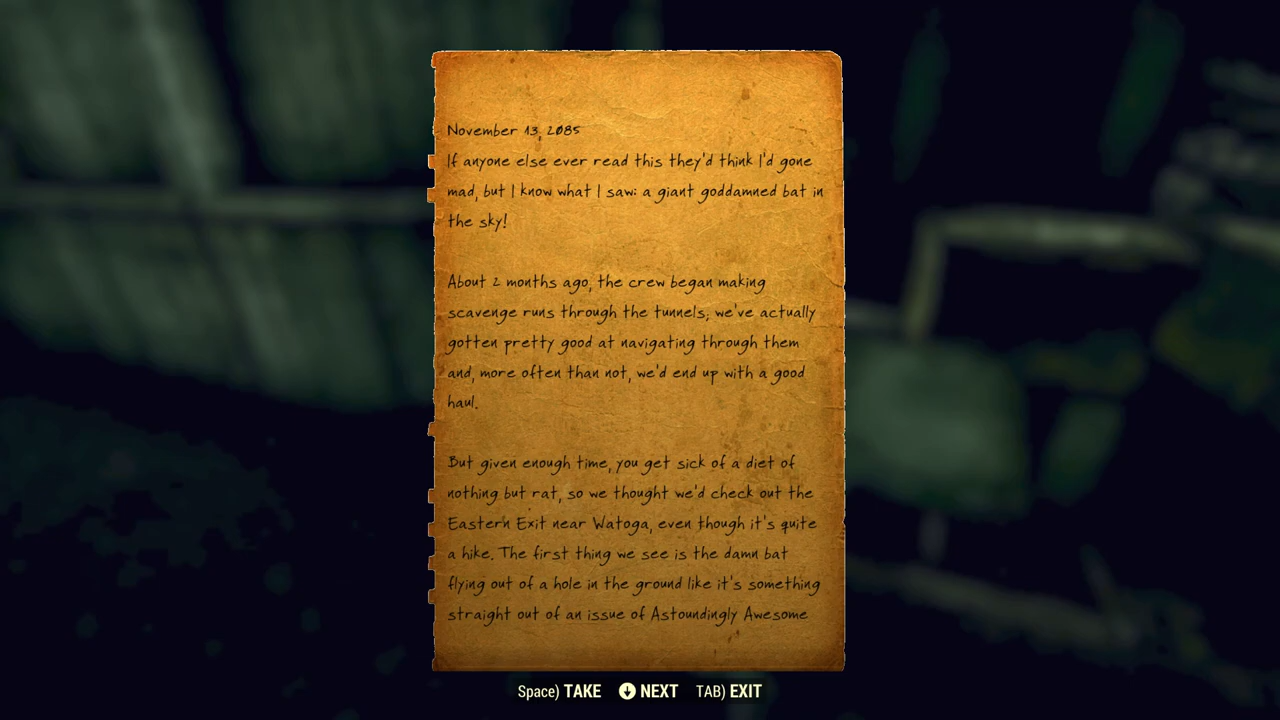 November 13, 2085
If anyone else ever read this they'd think I'd gone
mad, but I know what I saw: a giant goddamned bat in
the sky!
About 2 months ago, the crew began making
scavenge runs through the tunnels; we've actually
gotten pretty good at navigating through them
and, more often than not, we'd end up with a good
haul.
But given enough time, you get sick of a diet of
nothing but rat, so we thought we'd check out the
Eastern Exit near Watoga, even though it's quite
a hike. The first thing we see is the damn bat
flying out of a hole in the ground like it's something
straight out of an issue of Astoundingly Awesome
Space) TAKE NEXT TAB) EXIT